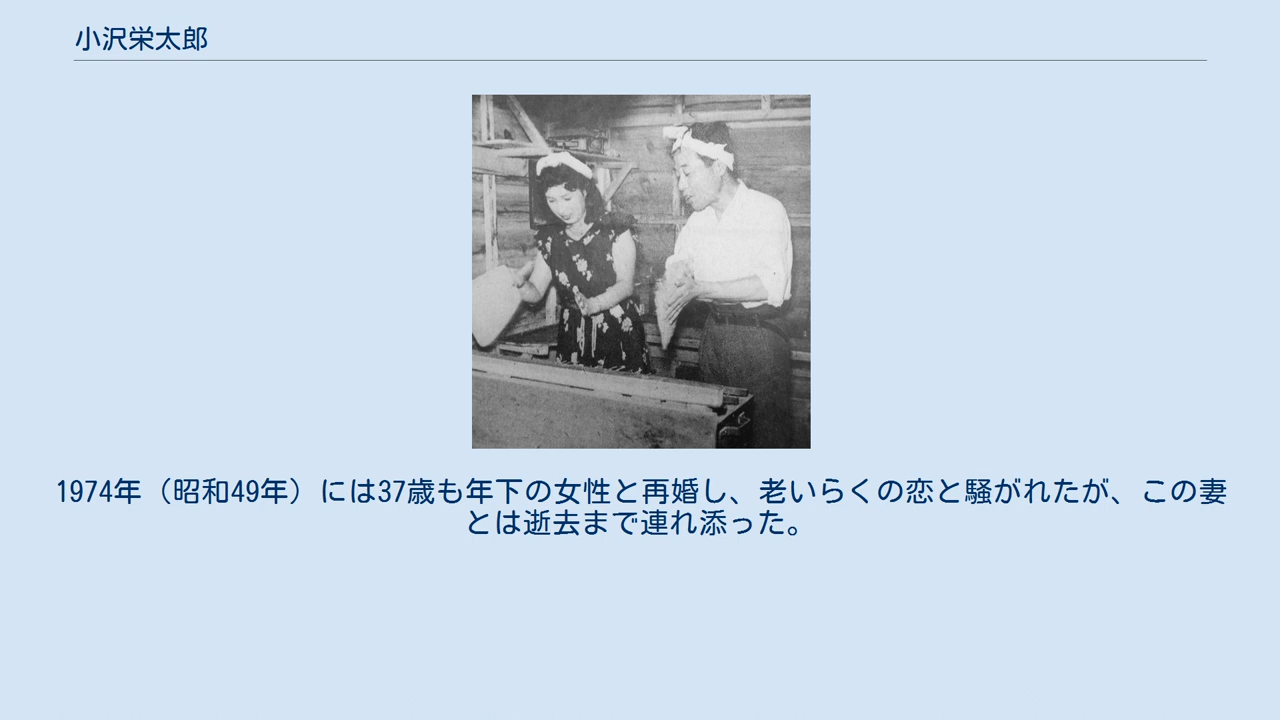 小沢栄太郎
1974年（昭和49年）には37歳も年下の女性と再婚し、老いらくの恋と騒がれたが、この妻
とは逝去まで連れ添った。